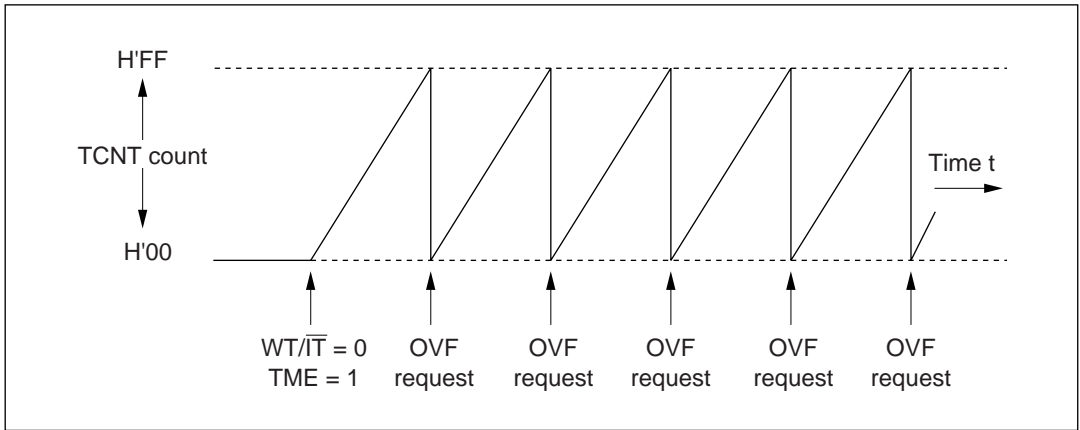 H'FF
TCNT count
H'00
Time t
WT/I̅T̅ = 0
TME = 1
OVF
request
OVF
request
OVF
request
OVF
request
OVF
request